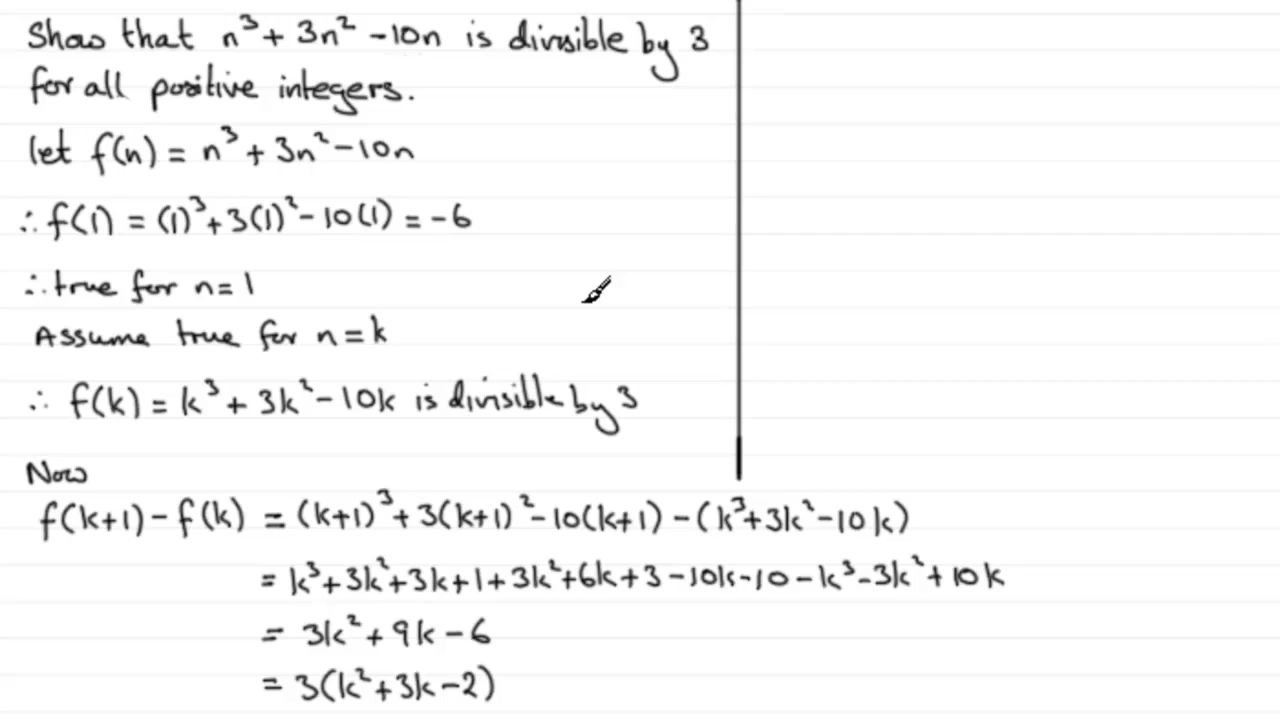 Show that n³ + 3n² - 10n is divisible by 3
for all positive integers.
let f(n) = n³ + 3n² - 10n
∴ f(1) = (1)³ + 3(1)² - 10(1) = -6
∴ true for n = 1
Assume true for n = k
∴ f(k) = k³ + 3k² - 10k is divisible by 3
Now
f(k+1) - f(k) = (k+1)³ + 3(k+1)² - 10(k+1) - (k³ + 3k² - 10k)
= k³ + 3k² + 3k + 1 + 3k² + 6k + 3 - 10k - 10 - k³ - 3k² + 10k
= 3k² + 9k - 6
= 3(k² + 3k - 2)